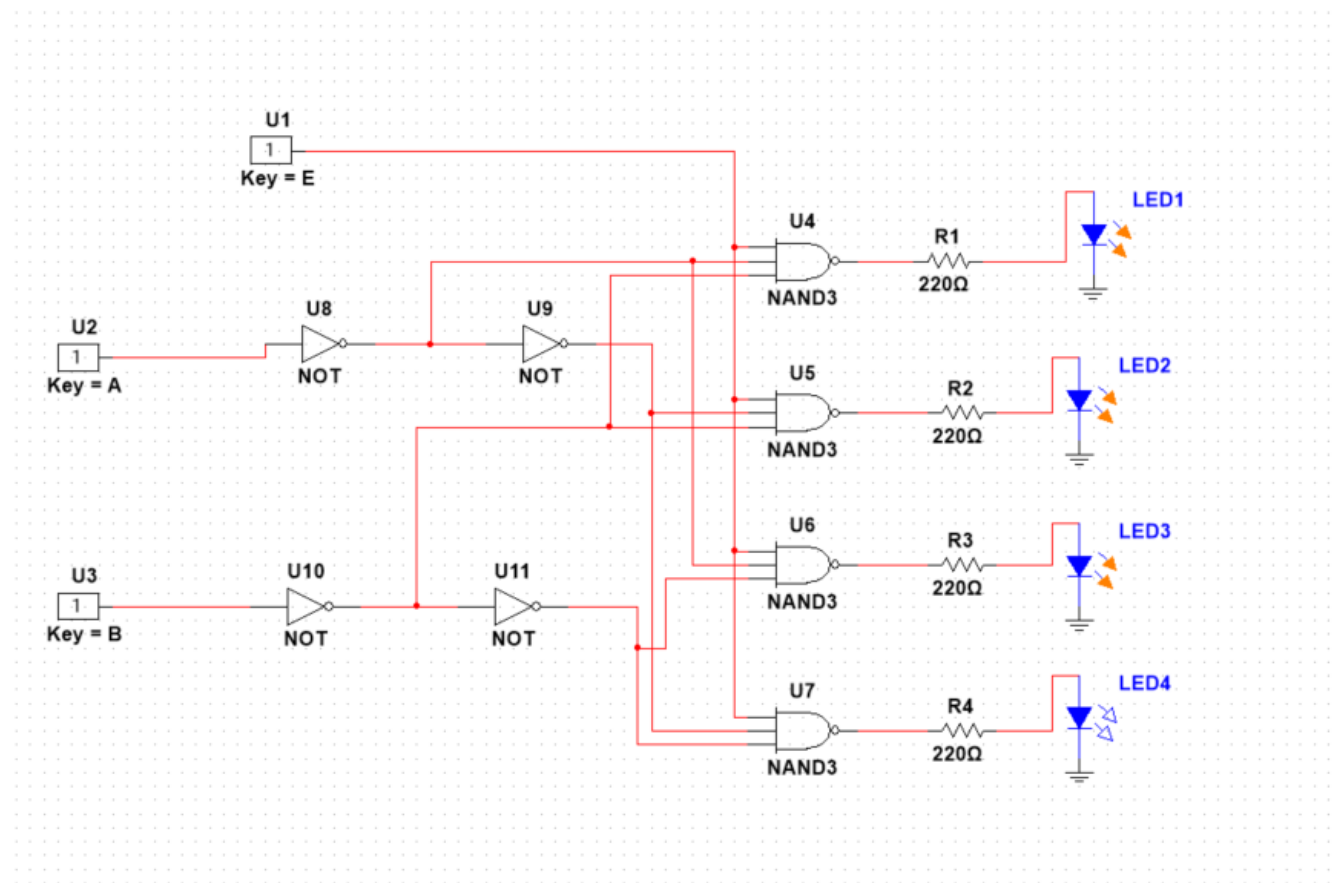 U1
1
Key = E
LED1
U4
R1
220Ω
NAND3
U8
U9
U2
1
Key = A
NOT
NOT
LED2
U5
R2
220Ω
NAND3
U6
LED3
R3
220Ω
NAND3
U3
1
Key = B
U10
U11
NOT
NOT
U7
LED4
R4
220Ω
NAND3